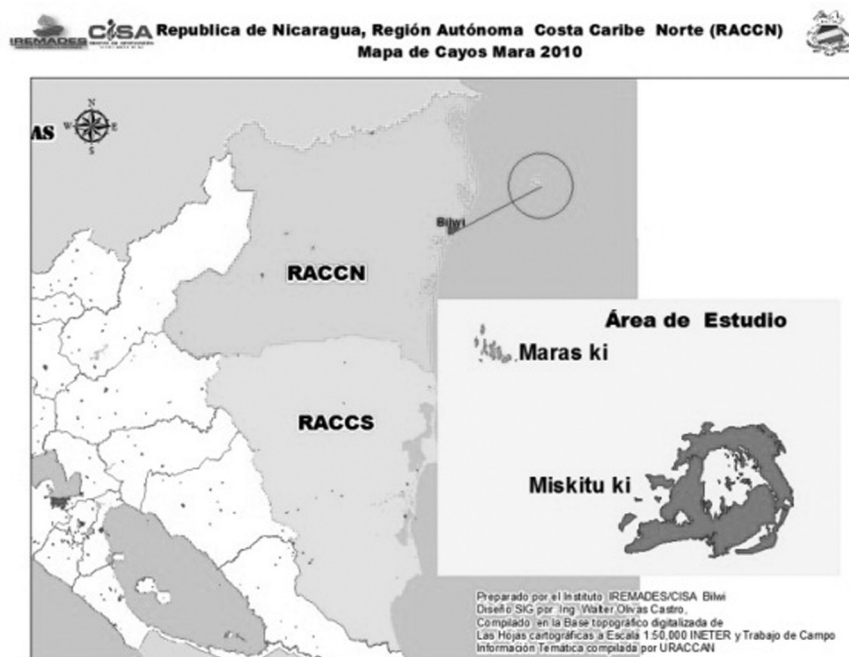 IREMADES CISA
Republica de Nicaragua, Región Autónoma Costa Caribe Norte (RACCN)
Mapa de Cayos Mara 2010
N
W E
S
AS
Bilwi
RACCN
RACCS
Área de Estudio
Maras ki
Miskitu ki
Preparado por el Instituto IREMADES/CISA Bilwi
Diseño SIG por Ing. Walter Olivas Castro,
Compilado en la Base topográfico digitalizada de
Las Hojas cartográficas a Escala 1:50,000 INETER y Trabajo de Campo
Información Temática compilada por URACCAN